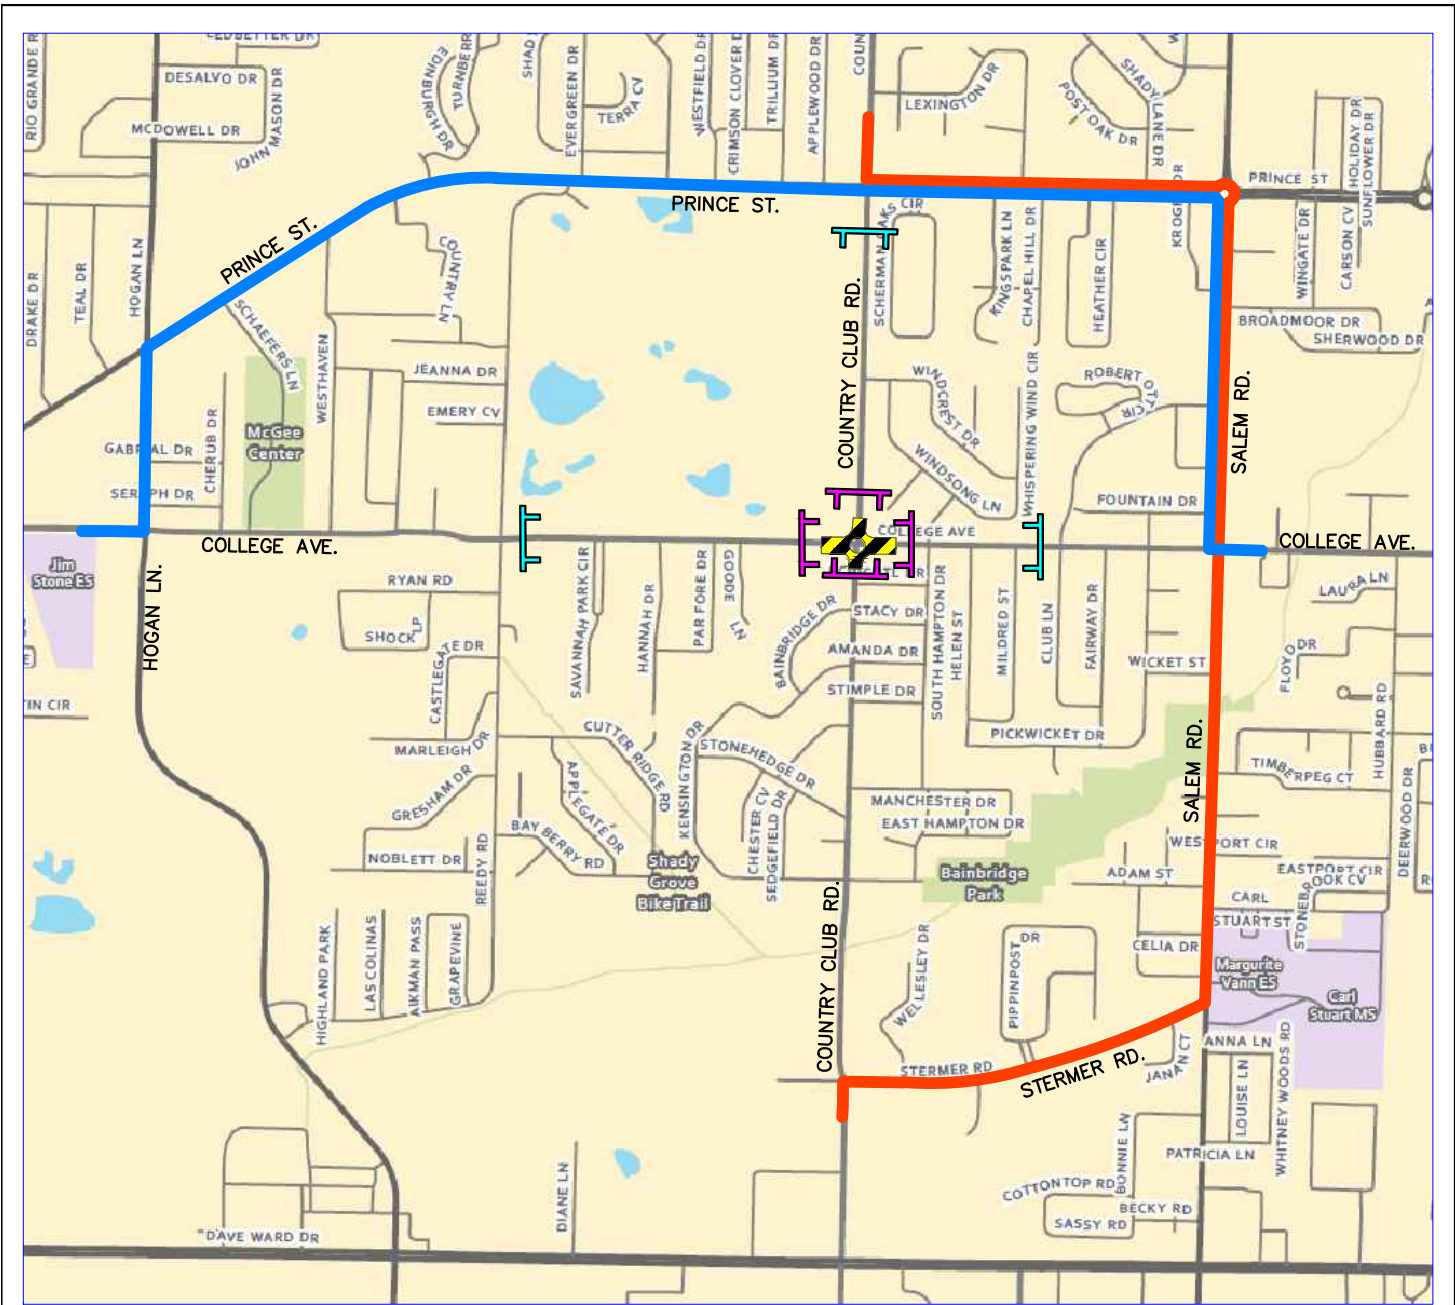 RIO GRANDE R
DESALVO DR
MCDOWELL DR
JOHN MASON DR
EDINBURGH DR
TURNBERR
SHAD
EVERGREEN DR
TERRA CV
WESTFIELD DR
CRIMSON CLOVER D
TRILLIUM DR
APPLEWOOD DR
COUN
LEXINGTON DR
POST OAK DR
SHADY LANE DR
W
PRINCE ST
HOLIDAY DR
SUNFLOWER DR
DRAKE DR
TEAL DR
HOGAN LN
PRINCE ST.
COUNTRY LN
PRINCE ST.
CIR
KINGSPARK LN
CHAPEL HILL DR
HEATHER CIR
WINGATE DR
CARSON CV
SCHAEFERS LN
WESTHAVEN
JEANNA DR
EMERY CV
COUNTRY CLUB RD.
WINDCREST DR
WHISPERING WIND CIR
ROBERT OTT CIR
SALEM RD.
BROADMOOR DR
SHERWOOD DR
GABRIAL DR
CHERUB DR
McGee
Center
SERAPH DR
WINDSONG LN
FOUNTAIN DR
COLLEGE AVE.
COLLEGE AVE
COLLEGE AVE.
Jim
Stone ES
HOGAN LN.
RYAN RD
SHOCK LP
CASTLEGATE DR
SAVANNAH PARK CIR
HANNAH DR
PAR FORE DR
GOODE LN
BAINBRIDGE DR
STACY DR
AMANDA DR
STIMPLE DR
SOUTH HAMPTON DR
HELEN ST
MILDRED ST
CLUB LN
FAIRWAY DR
WICKET ST
LAURA LN
FLOYD DR
HUBBARD RD
TIN CIR
MARLEIGH DR
GRESHAM DR
CUTTER RIDGE RD
KENSINGTON DR
STONEHEDGE DR
PICKWICKET DR
SALEM RD.
TIMBERPEG CT
DEERWOOD DR
NOBLETT DR
REEDY RD
BAY BERRY RD
APPLEGATE DR
CHESTER CV
SEDGEFIELD DR
MANCHESTER DR
EAST HAMPTON DR
WESTPORT CIR
EASTPORT CIR
Shady
Grove
Bike Trail
Bainbridge
Park
ADAM ST
CARL
STUART ST
HIGHLAND PARK
LAS COLINAS
AIKMAN PASS
GRAPEVINE
COUNTRY CLUB RD.
WELLESLEY DR
PIPPINPOST DR
CELIA DR
Margurite
Vann ES
Carl
Stuart MS
STERMER RD
STERMER RD.
JANAN CT
ANNA LN
LOUISE LN
WHITNEY WOODS RD
DIANE LN
BONNIE LN
PATRICIA LN
COTTONTOP RD
SASSY RD
BECKY RD
DAVE WARD DR